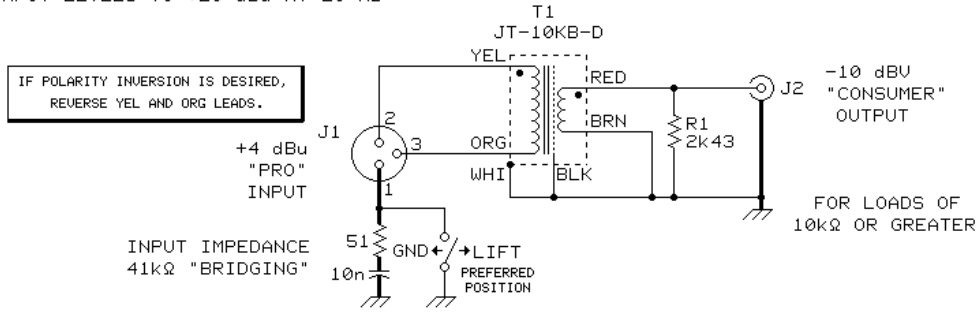 T1
JT-10KB-D
YEL
RED
IF POLARITY INVERSION IS DESIRED,
REVERSE YEL AND ORG LEADS.
-10 dBV
"CONSUMER"
OUTPUT
J2
2
J1
R1
2k43
BRN
+4 dBu
"PRO"
INPUT
3
ORG
WHI
BLK
1
FOR LOADS OF
10kΩ OR GREATER
INPUT IMPEDANCE
41kΩ "BRIDGING"
51
GND
LIFT
10n
PREFERRED
POSITION